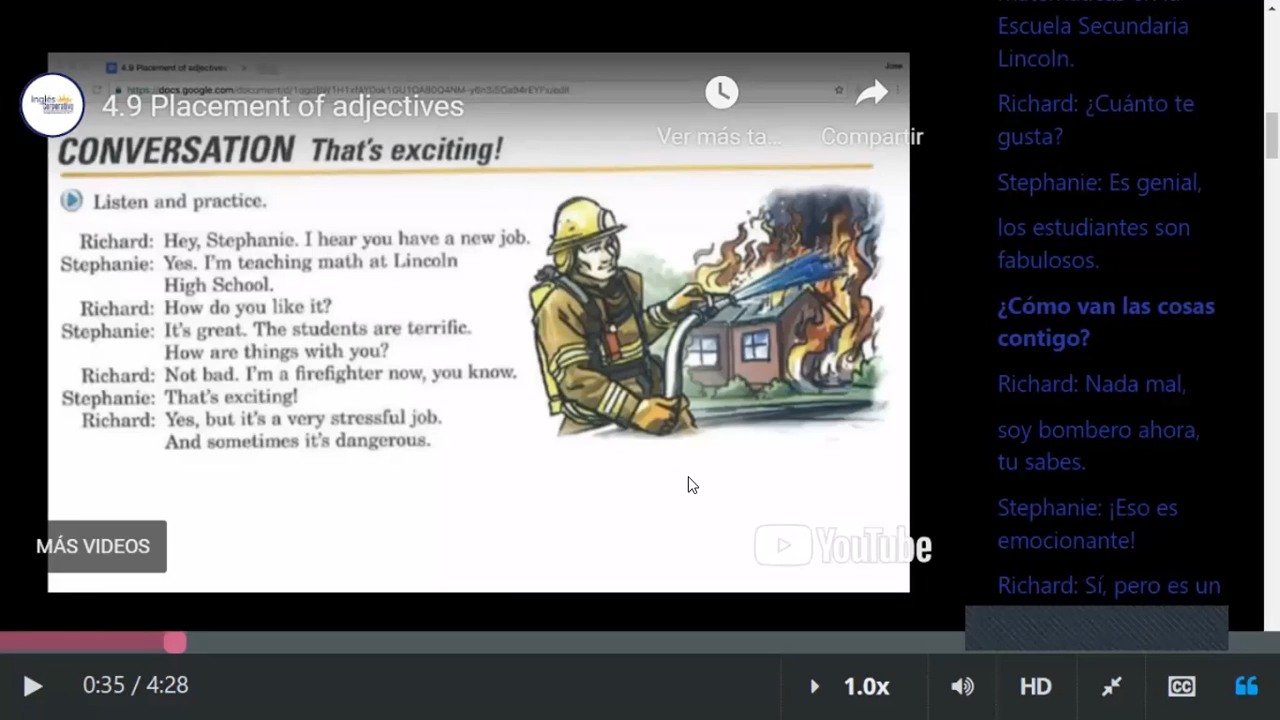 4.9 Placement of adjectives
4.9 Placement of adjectives
Ver más ta...
Compartir
CONVERSATION That's exciting!
Listen and practice.
Richard: Hey, Stephanie. I hear you have a new job.
Stephanie: Yes. I'm teaching math at Lincoln
High School.
Richard: How do you like it?
Stephanie: It's great. The students are terrific.
How are things with you?
Richard: Not bad. I'm a firefighter now, you know.
Stephanie: That's exciting!
Richard: Yes, but it's a very stressful job.
And sometimes it's dangerous.
MÁS VIDEOS
YouTube
Escuela Secundaria
Lincoln.
Richard: ¿Cuánto te
gusta?
Stephanie: Es genial,
los estudiantes son
fabulosos.
¿Cómo van las cosas
contigo?
Richard: Nada mal,
soy bombero ahora,
tu sabes.
Stephanie: ¡Eso es
emocionante!
Richard: Sí, pero es un
0:35 / 4:28
1.0x
HD
CC